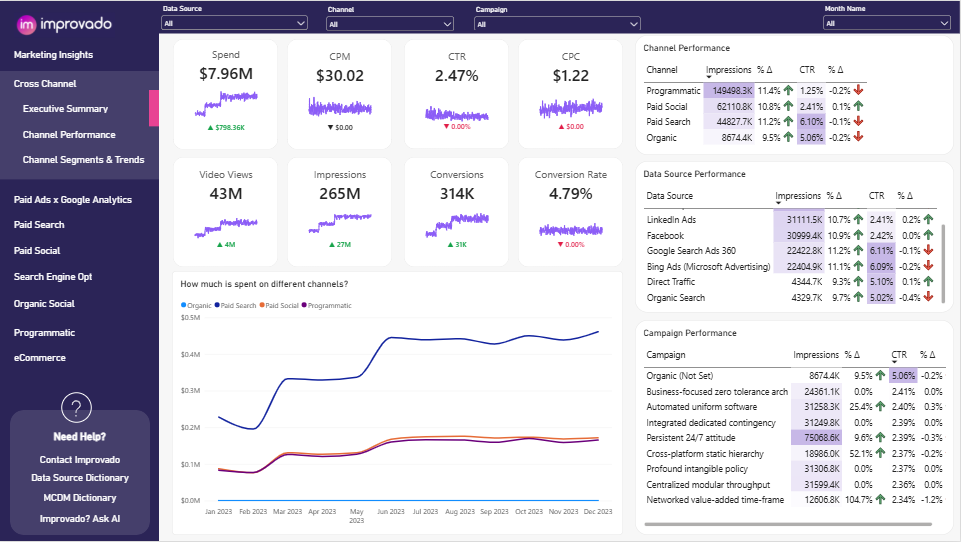 improvado
Marketing Insights
Cross Channel
Executive Summary
Channel Performance
Channel Segments & Trends
Paid Ads x Google Analytics
Paid Search
Paid Social
Search Engine Opt
Organic Social
Programmatic
eCommerce
?
Need Help?
Contact Improvado
Data Source Dictionary
MCDM Dictionary
Improvado? Ask AI
Data Source
All
Channel
All
Campaign
All
Month Name
All
Spend
$7.96M
▲ $798.36K
CPM
$30.02
▼ $0.00
CTR
2.47%
▼ 0.00%
CPC
$1.22
▲ $0.00
Video Views
43M
▲ 4M
Impressions
265M
▲ 27M
Conversions
314K
▲ 31K
Conversion Rate
4.79%
▼ 0.00%
How much is spent on different channels?
Organic Paid Search Paid Social Programmatic
$0.5M
$0.4M
$0.3M
$0.2M
$0.1M
$0.0M
Jan 2023 Feb 2023 Mar 2023 Apr 2023 May 2023 Jun 2023 Jul 2023 Aug 2023 Sep 2023 Oct 2023 Nov 2023 Dec 2023
Channel Performance
Channel Impressions % Δ CTR % Δ
Programmatic 149498.3K 11.4% 1.25% -0.2%
Paid Social 62110.8K 10.8% 2.41% 0.1%
Paid Search 44827.7K 11.2% 6.10% -0.1%
Organic 8674.4K 9.5% 5.06% -0.2%
Data Source Performance
Data Source Impressions % Δ CTR % Δ
LinkedIn Ads 31111.5K 10.7% 2.41% 0.2%
Facebook 30999.4K 10.9% 2.42% 0.0%
Google Search Ads 360 22422.8K 11.2% 6.11% -0.1%
Bing Ads (Microsoft Advertising) 22404.9K 11.1% 6.09% -0.2%
Direct Traffic 4344.7K 9.3% 5.10% 0.1%
Organic Search 4329.7K 9.7% 5.02% -0.4%
Campaign Performance
Campaign Impressions % Δ CTR % Δ
Organic (Not Set) 8674.4K 9.5% 5.06% -0.2%
Business-focused zero tolerance arch 24361.1K 0.0% 2.41% 0.0%
Automated uniform software 31258.3K 25.4% 2.40% 0.3%
Integrated dedicated contingency 31249.8K 0.0% 2.39% 0.0%
Persistent 24/7 attitude 75068.6K 9.6% 2.39% -0.3%
Cross-platform static hierarchy 18986.0K 52.1% 2.37% -0.2%
Profound intangible policy 31306.8K 0.0% 2.37% 0.0%
Centralized modular throughput 31599.4K 0.0% 2.36% 0.0%
Networked value-added time-frame 12606.8K 104.7% 2.34% -1.2%